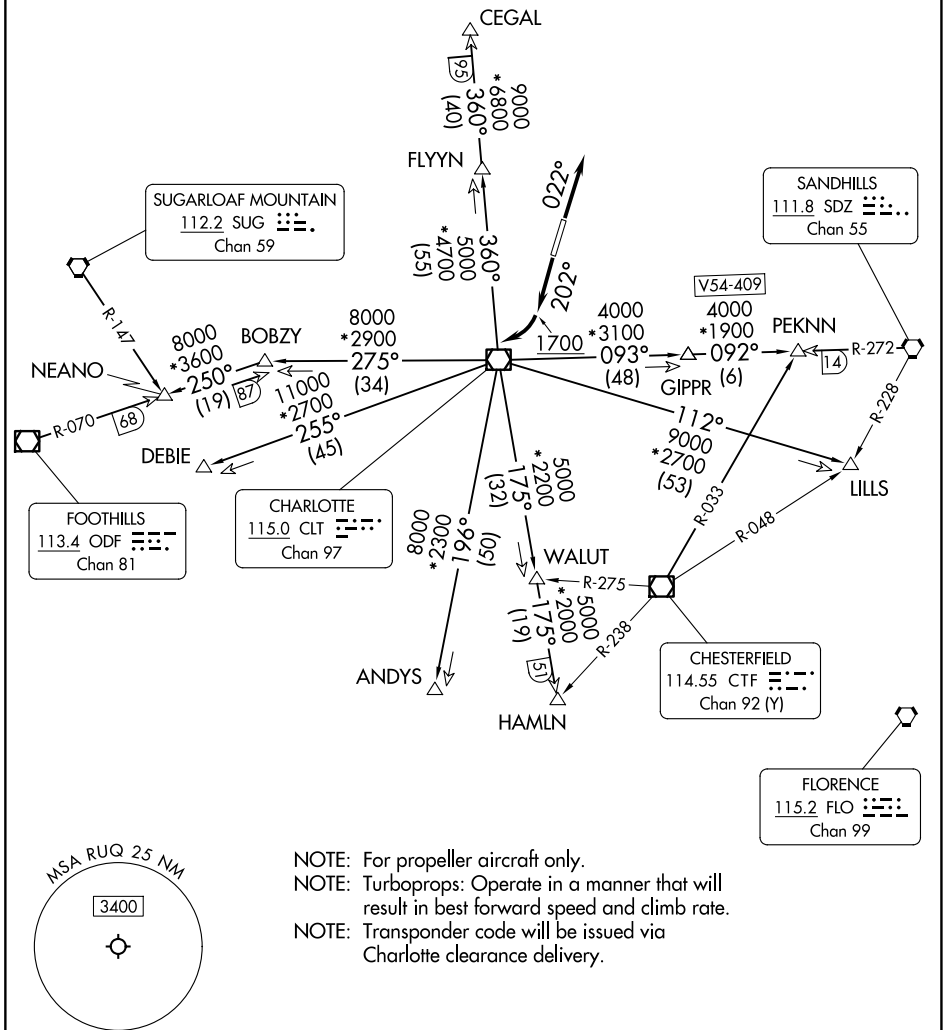 CEGAL
95
360°
(40)
9000
*6800
FLYYN
360°
5000
*4700
(55)
022°
202°
1700
SUGARLOAF MOUNTAIN
112.2 SUG
Chan 59
SANDHILLS
111.8 SDZ
Chan 55
R-147
NEANO
8000
*3600
250°
(19)
87
BOBZY
8000
*2900
275°
(34)
4000
*3100
093°
(48)
GIPPR
V54-409
4000
*1900
092°
(6)
PEKNN
14
R-272
R-228
R-070
68
11000
*2700
255°
(45)
DEBIE
112°
9000
*2700
(53)
LILLS
FOOTHILLS
113.4 ODF
Chan 81
CHARLOTTE
115.0 CLT
Chan 97
196°
(50)
8000
*2300
ANDYS
5000
*2200
175°
(32)
WALUT
R-275
R-033
R-048
R-238
5000
*2000
175°
(19)
51
HAMLN
CHESTERFIELD
114.55 CTF
Chan 92 (Y)
FLORENCE
115.2 FLO
Chan 99
MSA RUQ 25 NM
3400
NOTE: For propeller aircraft only.
NOTE: Turboprops: Operate in a manner that will
result in best forward speed and climb rate.
NOTE: Transponder code will be issued via
Charlotte clearance delivery.